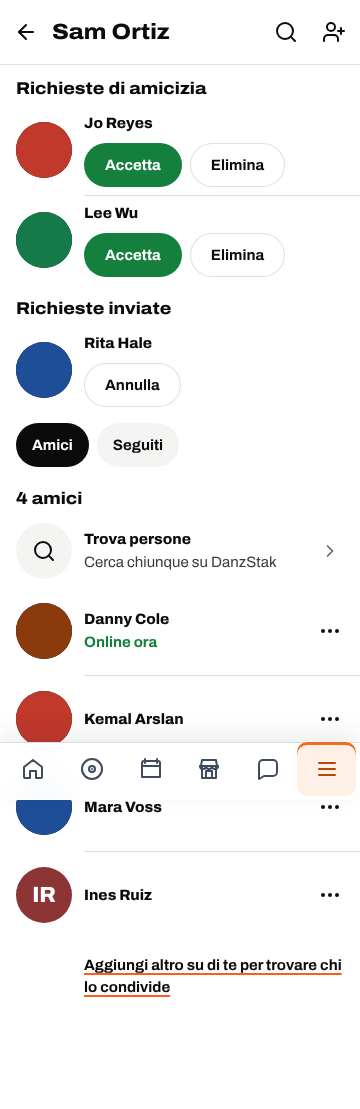 Sam Ortiz
Richieste di amicizia
Jo Reyes
Accetta Elimina
Lee Wu
Accetta Elimina
Richieste inviate
Rita Hale
Annulla
Amici Seguiti
4 amici
Trova persone
Cerca chiunque su DanzStak
Danny Cole
Online ora
Kemal Arslan
Mara Voss
IR Ines Ruiz
Aggiungi altro su di te per trovare chi
lo condivide